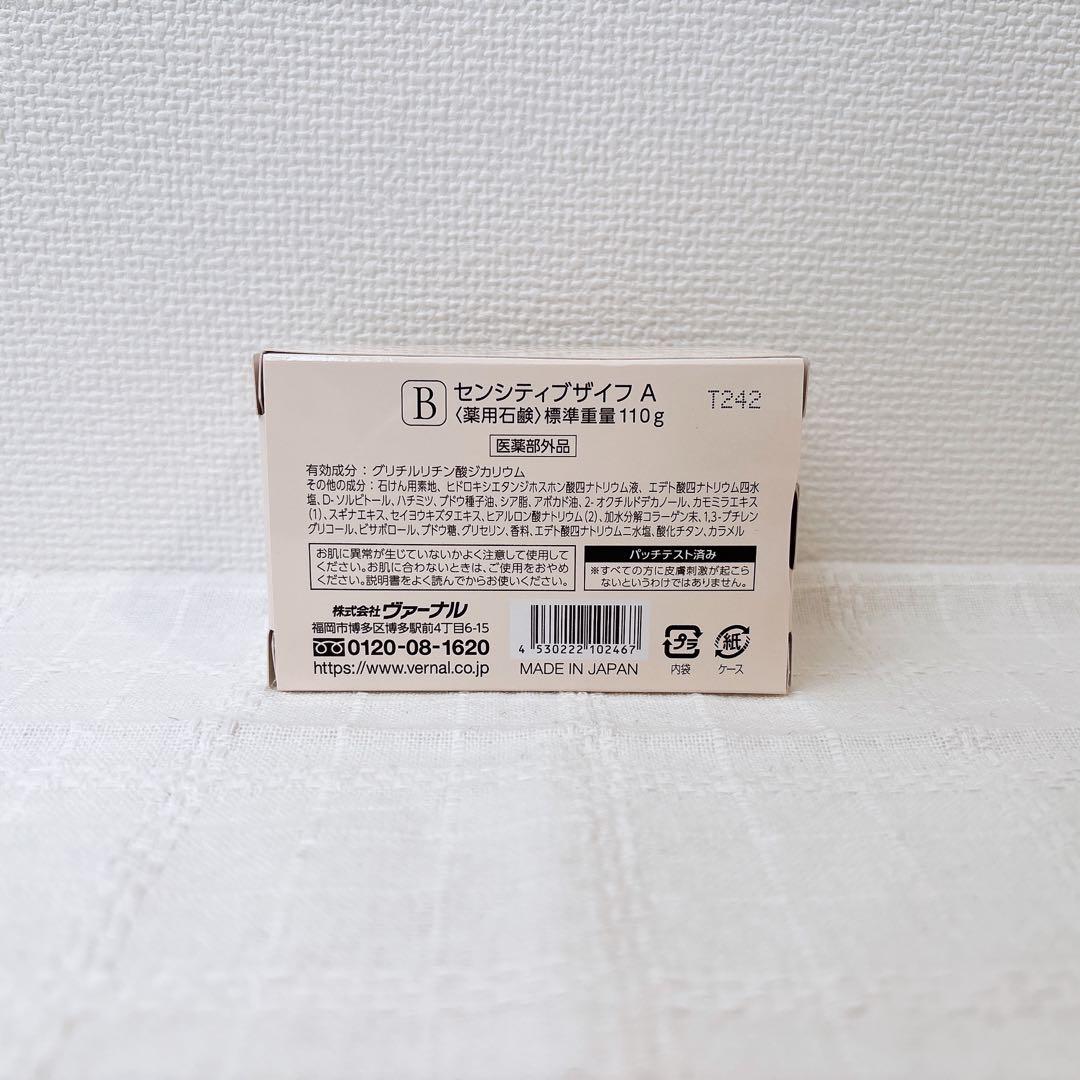 B センシティブザイフ A
〈薬用石鹸〉標準重量110g
T242
医薬部外品
有効成分：グリチルリチン酸ジカリウム
その他の成分：石けん用素地、ヒドロキシエタンジホスホン酸四ナトリウム液、エデト酸四ナトリウム四水
塩、D-ソルビトール、ハチミツ、ブドウ種子油、シア脂、アボカド油、2-オクチルドデカノール、カモミラエキス
(1)、スギナエキス、セイヨウキズタエキス、ヒアルロン酸ナトリウム(2)、加水分解コラーゲン末、1,3-ブチレン
グリコール、ビサボロール、ブドウ糖、グリセリン、香料、エデト酸四ナトリウム二水塩、酸化チタン、カラメル
お肌に異常が生じていないかよく注意して使用して
ください。お肌に合わないときは、ご使用をおやめ
ください。説明書をよく読んでからお使いください。
パッチテスト済み
※すべての方に皮膚刺激が起こら
ないというわけではありません。
株式会社 ヴァーナル
福岡市博多区博多駅前4丁目6-15
0120-08-1620
https://www.vernal.co.jp
4 530222 102467
MADE IN JAPAN
プラ
内袋
紙
ケース